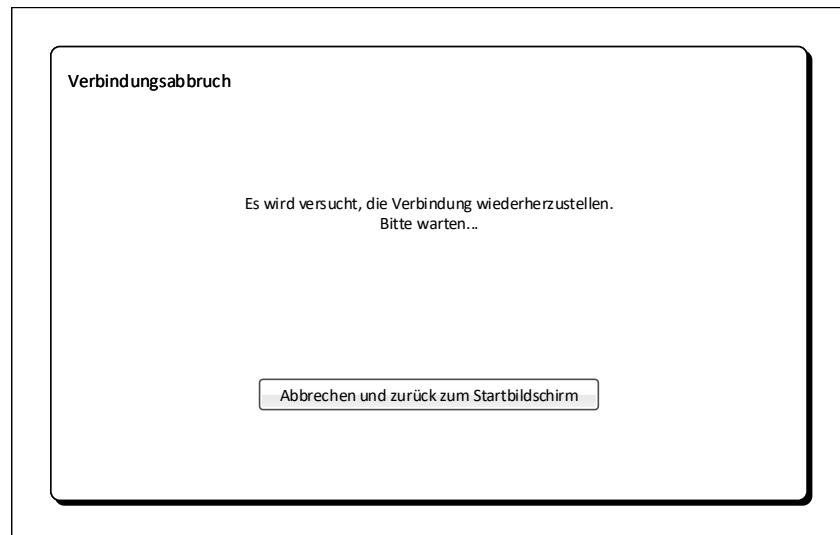 Verbindungsabbruch
Es wird versucht, die Verbindung wiederherzustellen.
Bitte warten...
Abbrechen und zurück zum Startbildschirm